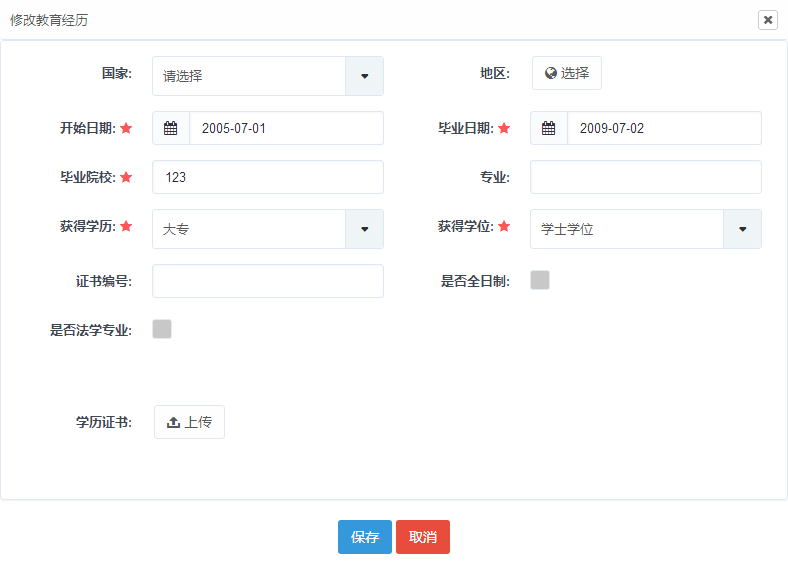 修改教育经历
国家: 请选择 地区: 选择
开始日期: 2005-07-01 毕业日期: 2009-07-02
毕业院校: 123 专业:
获得学历: 大专 获得学位: 学士学位
证书编号: 是否全日制:
是否法学专业:
学历证书: 上传
保存 取消